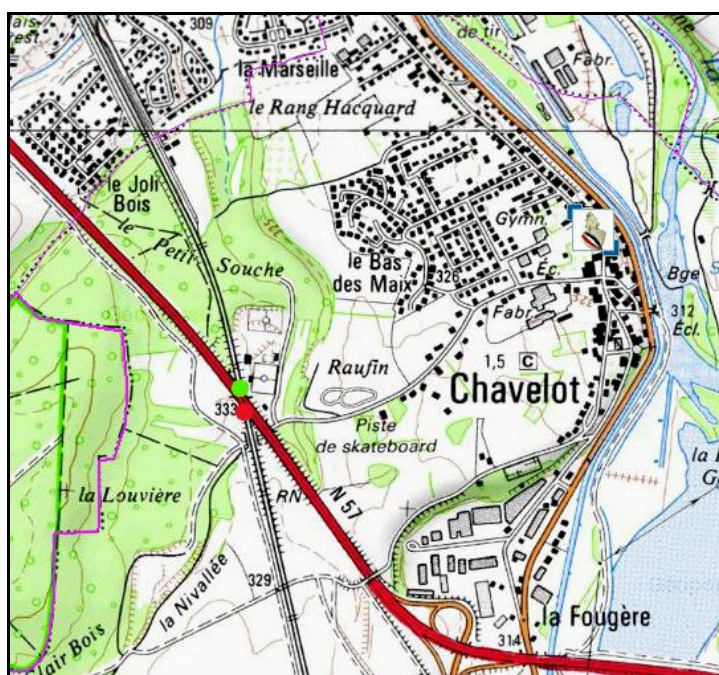 309
de tir
Fabr.
la Marseille
le Rang Hacquard
le Joli
Bois
le Petit
Souche
325
Gymn.
le Bas
des Maix
326
Éc.
Bge
312
Écl.
Fabr.
Raufin
1,5 C
Chavelot
333
Piste
de skateboard
la Louvière
RN
N 57
la Nivallée
329
la Fougère
314
Clair Bois